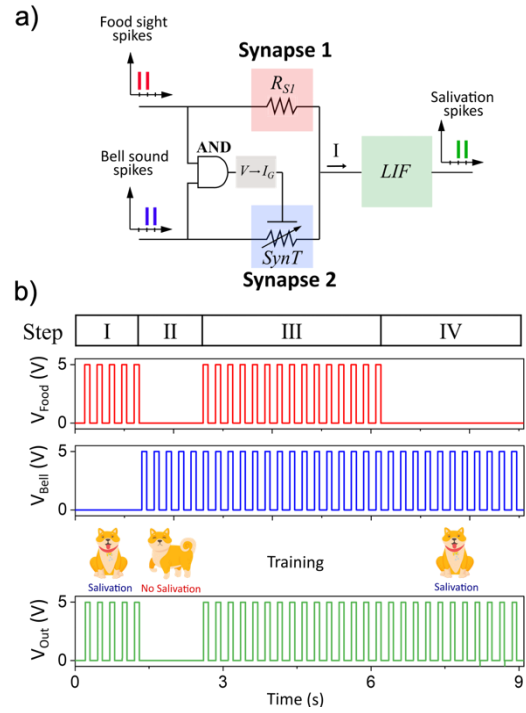 a)
Food sight
spikes
Synapse 1
R_S1
Salivation
spikes
Bell sound
spikes
AND
V→I_G
I
LIF
SynT
Synapse 2
b)
Step I II III IV
V_Food (V)
5
0
V_Bell (V)
5
0
Salivation
No Salivation
Training
Salivation
V_Out (V)
5
0
0 3 6 9
Time (s)